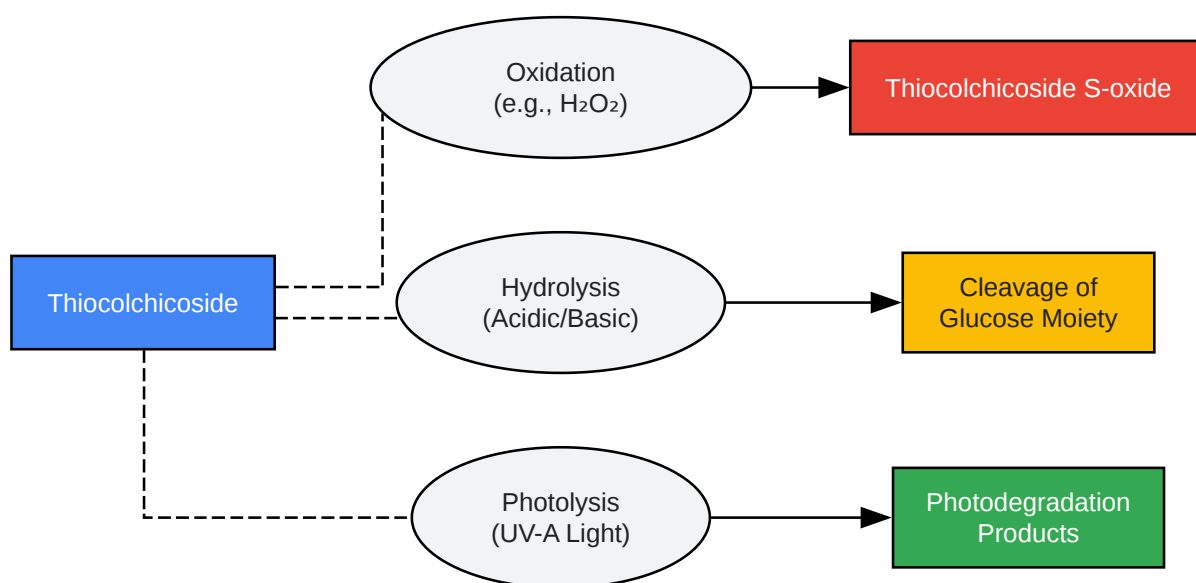 Oxidation
(e.g., H₂O₂)
Thiocolchicoside S-oxide
Thiocolchicoside
Hydrolysis
(Acidic/Basic)
Cleavage of
Glucose Moiety
Photolysis
(UV-A Light)
Photodegradation
Products